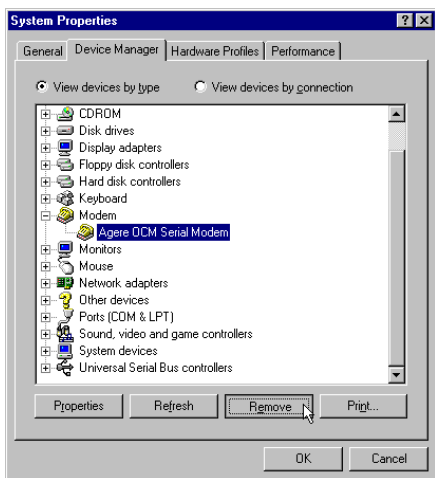 System Properties
General Device Manager Hardware Profiles Performance
View devices by type View devices by connection
CDROM
Disk drives
Display adapters
Floppy disk controllers
Hard disk controllers
Keyboard
Modem
Agere OCM Serial Modem
Monitors
Mouse
Network adapters
Other devices
Ports (COM & LPT)
Sound, video and game controllers
System devices
Universal Serial Bus controllers
Properties Refresh Remove Print...
OK Cancel